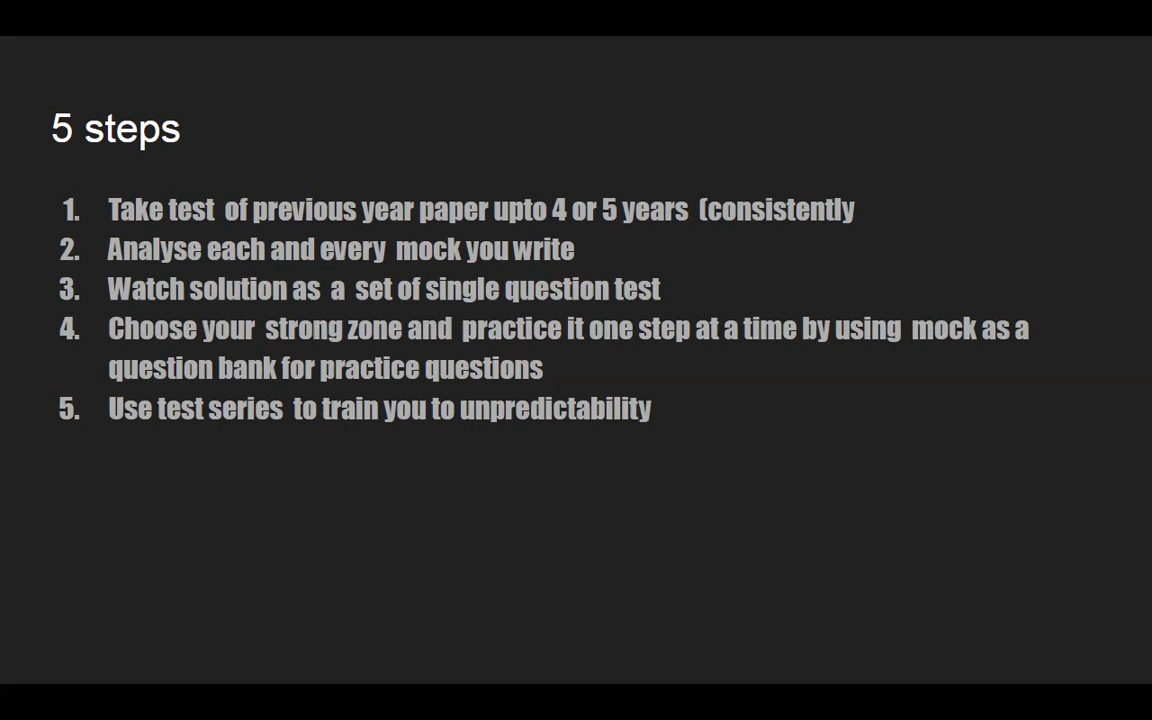 5 steps
1. Take test of previous year paper upto 4 or 5 years (consistently
2. Analyse each and every mock you write
3. Watch solution as a set of single question test
4. Choose your strong zone and practice it one step at a time by using mock as a
question bank for practice questions
5. Use test series to train you to unpredictability